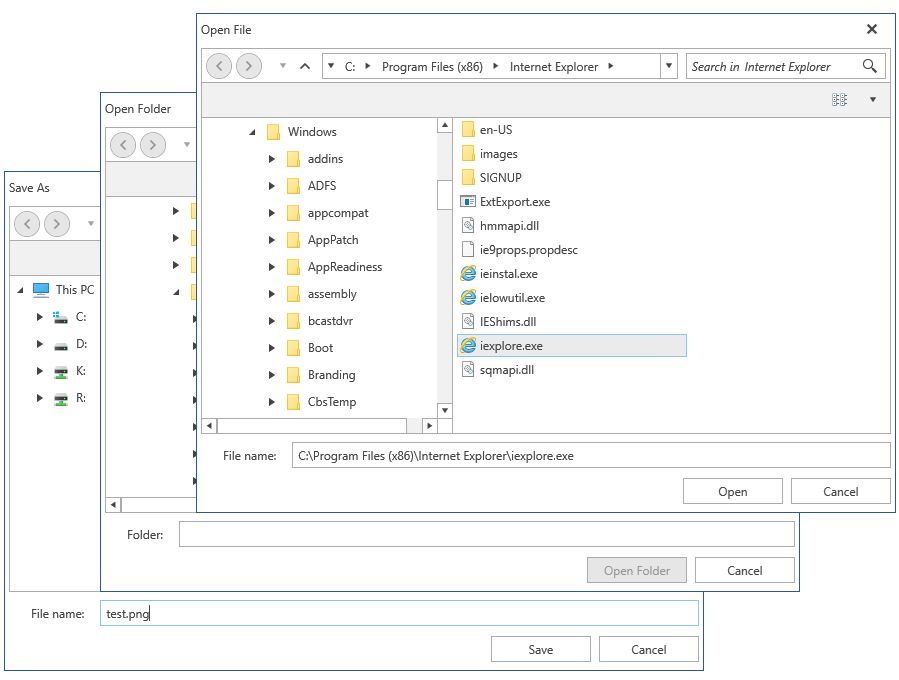 Open File
C: Program Files (x86) Internet Explorer
Search in Internet Explorer
Windows
addins
ADFS
appcompat
AppPatch
AppReadiness
assembly
bcastdvr
Boot
Branding
CbsTemp
en-US
images
SIGNUP
ExtExport.exe
hmmapi.dll
ie9props.propdesc
ieinstal.exe
ielowutil.exe
IEShims.dll
iexplore.exe
sqmapi.dll
File name: C:\Program Files (x86)\Internet Explorer\iexplore.exe
Open Cancel
Open Folder
Folder:
Open Folder Cancel
Save As
This PC
C:
D:
K:
R:
File name: test.png
Save Cancel